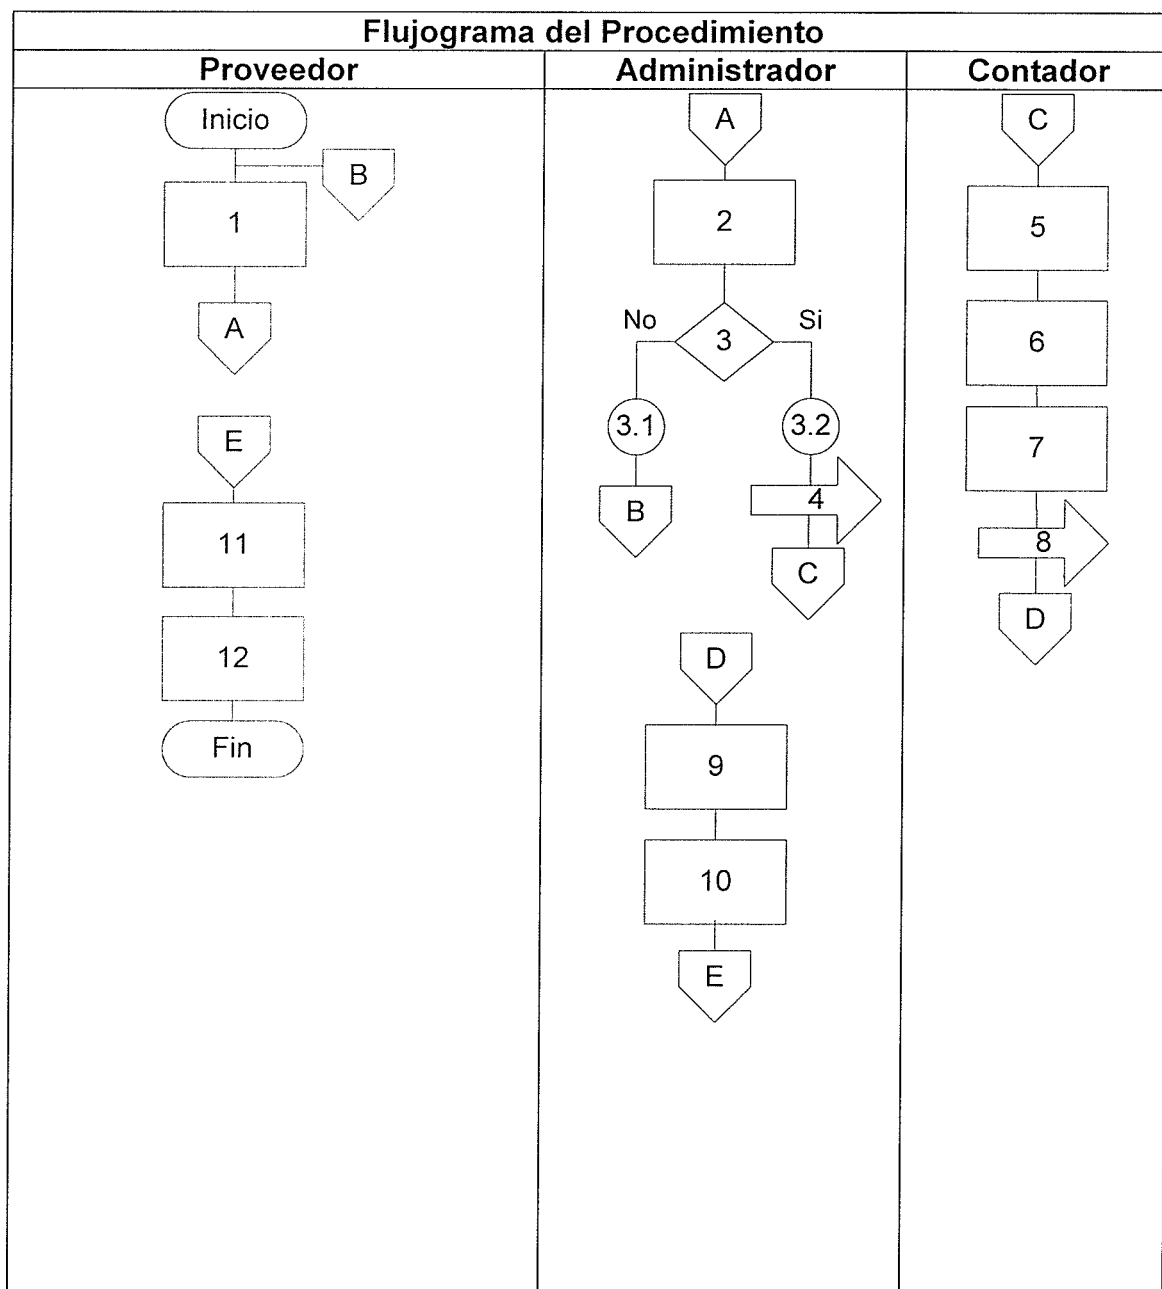 Flujograma del Procedimiento
Proveedor
Administrador
Contador
Inicio
B
1
A
E
11
12
Fin
A
2
No
Si
3
3.1
3.2
B
4
C
D
9
10
E
C
5
6
7
8
D